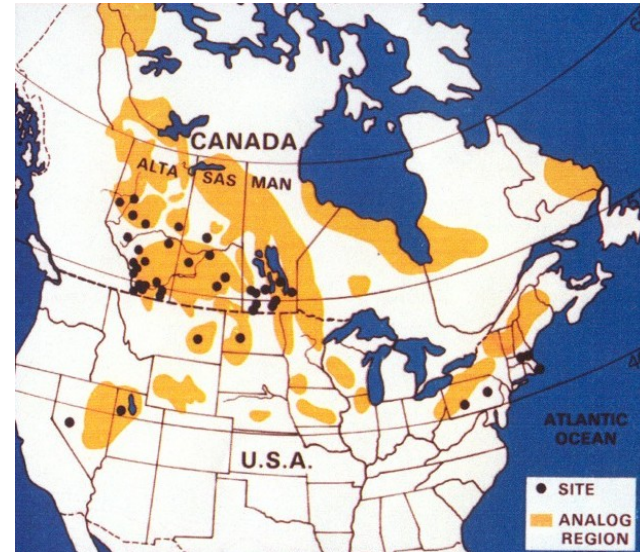 CANADA
ALTA
SAS
MAN
U.S.A.
ATLANTIC
OCEAN
SITE
ANALOG
REGION